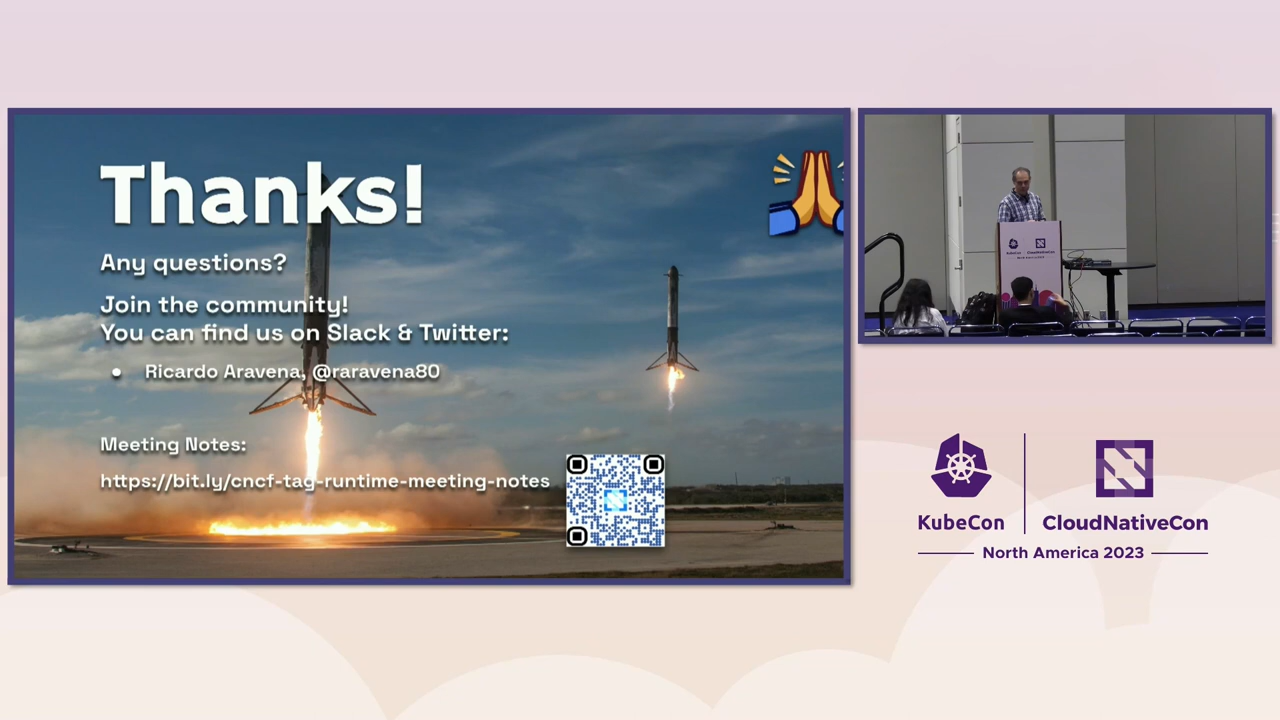 Thanks!
Any questions?
Join the community!
You can find us on Slack & Twitter:
Ricardo Aravena, @raravena80
Meeting Notes:
https://bit.ly/cncf-tag-runtime-meeting-notes
KubeCon
CloudNativeCon
North America 2023